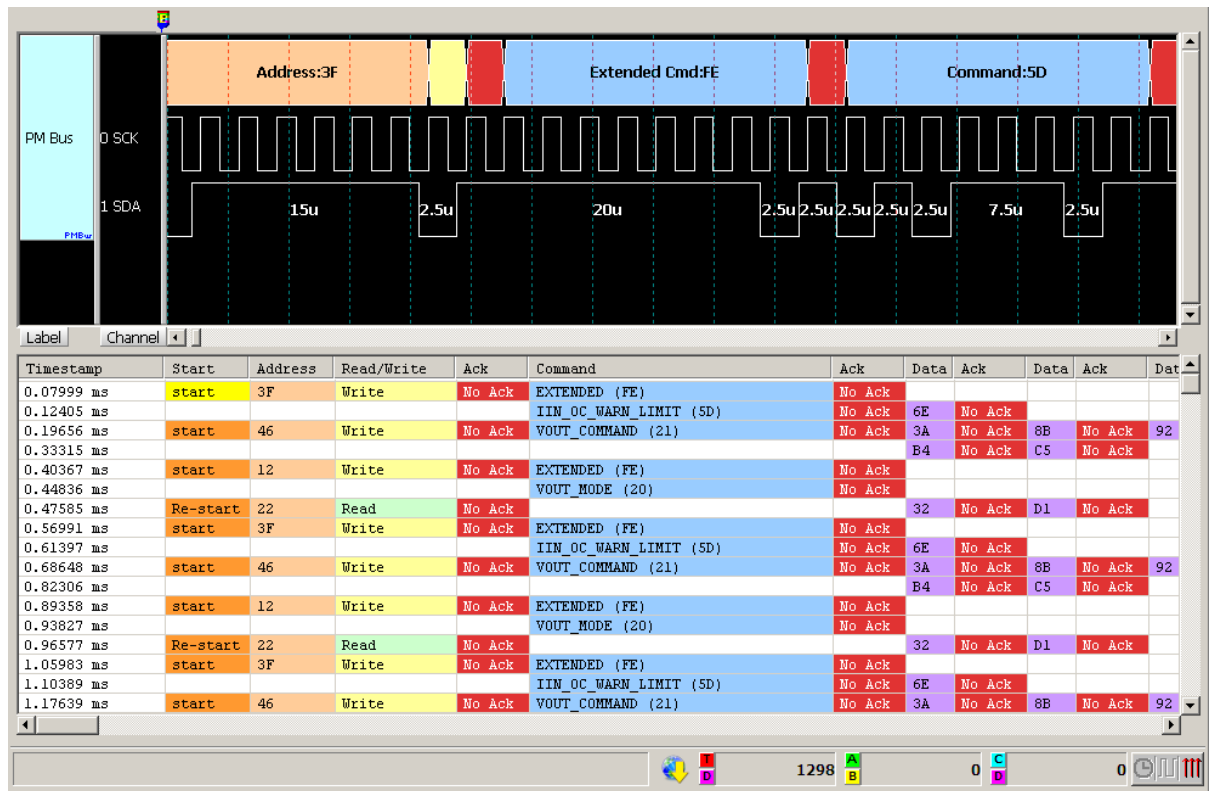 B
Address:3F Extended Cmd:FE Command:5D
PM Bus 0 SCK
1 SDA 15u 2.5u 20u 2.5u 2.5u 2.5u 2.5u 2.5u 7.5u 2.5u
Label Channel
Timestamp Start Address Read/Write Ack Command Ack Data Ack Data Ack Dat
0.07999 ms start 3F Write No Ack EXTENDED (FE) No Ack
0.12405 ms IIN_OC_WARN_LIMIT (5D) No Ack 6E No Ack
0.19656 ms start 46 Write No Ack VOUT_COMMAND (21) No Ack 3A No Ack 8B No Ack 92
0.33315 ms B4 No Ack C5 No Ack
0.40367 ms start 12 Write No Ack EXTENDED (FE) No Ack
0.44836 ms VOUT_MODE (20) No Ack
0.47585 ms Re-start 22 Read No Ack 32 No Ack D1 No Ack
0.56991 ms start 3F Write No Ack EXTENDED (FE) No Ack
0.61397 ms IIN_OC_WARN_LIMIT (5D) No Ack 6E No Ack
0.68648 ms start 46 Write No Ack VOUT_COMMAND (21) No Ack 3A No Ack 8B No Ack 92
0.82306 ms B4 No Ack C5 No Ack
0.89358 ms start 12 Write No Ack EXTENDED (FE) No Ack
0.93827 ms VOUT_MODE (20) No Ack
0.96577 ms Re-start 22 Read No Ack 32 No Ack D1 No Ack
1.05983 ms start 3F Write No Ack EXTENDED (FE) No Ack
1.10389 ms IIN_OC_WARN_LIMIT (5D) No Ack 6E No Ack
1.17639 ms start 46 Write No Ack VOUT_COMMAND (21) No Ack 3A No Ack 8B No Ack 92
T D 1298 A B 0 C D 0